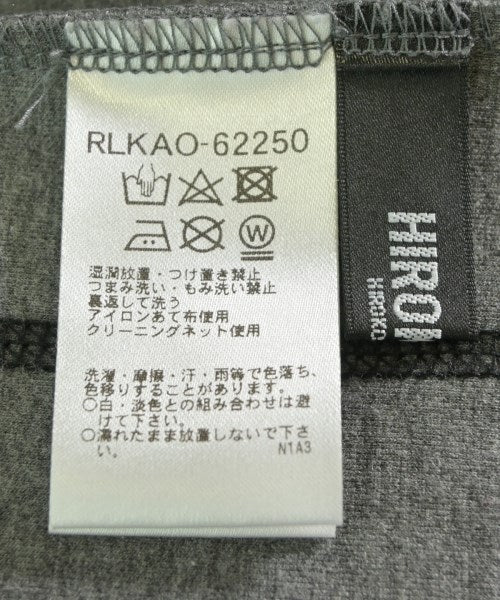 RLKAO-62250
W
湿潤放置・つけ置き禁止
つまみ洗い・もみ洗い禁止
裏返して洗う
アイロンあて布使用
クリーニングネット使用
洗濯・摩擦・汗・雨等で色落ち、
色移りすることがあります。
○白・淡色との組み合わせは避
けて下さい。
○濡れたまま放置しないで下さ
い。
N1A3
HIRO
HIROKO